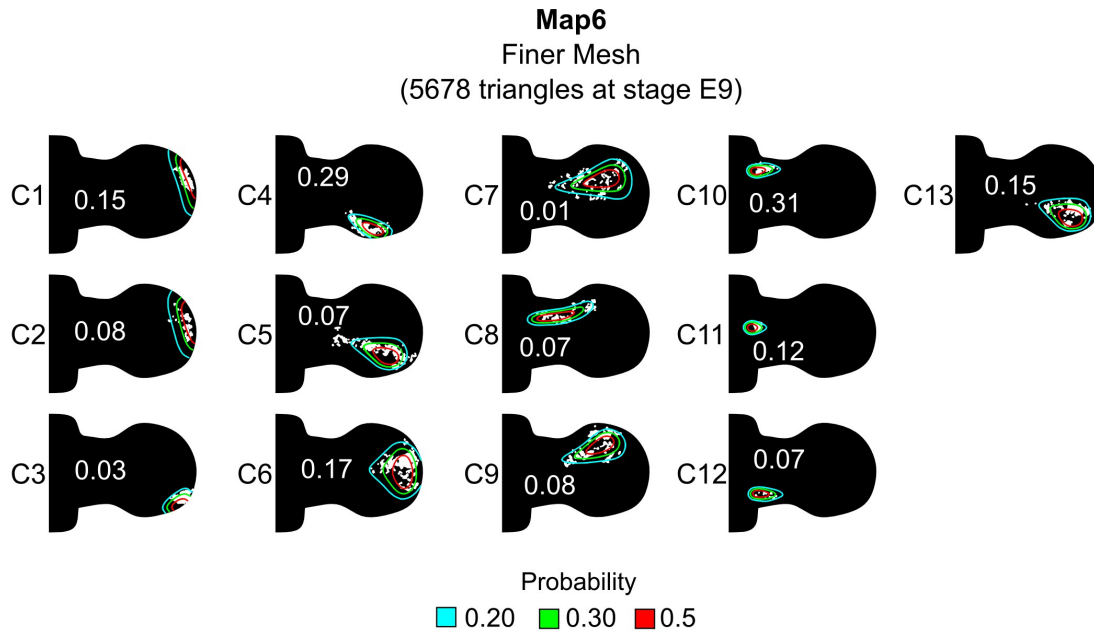 Map6
Finer Mesh
(5678 triangles at stage E9)
C1 0.15
C4 0.29
C7 0.01
C10 0.31
C13 0.15
C2 0.08
C5 0.07
C8 0.07
C11 0.12
C3 0.03
C6 0.17
C9 0.08
C12 0.07
Probability
0.20 0.30 0.5